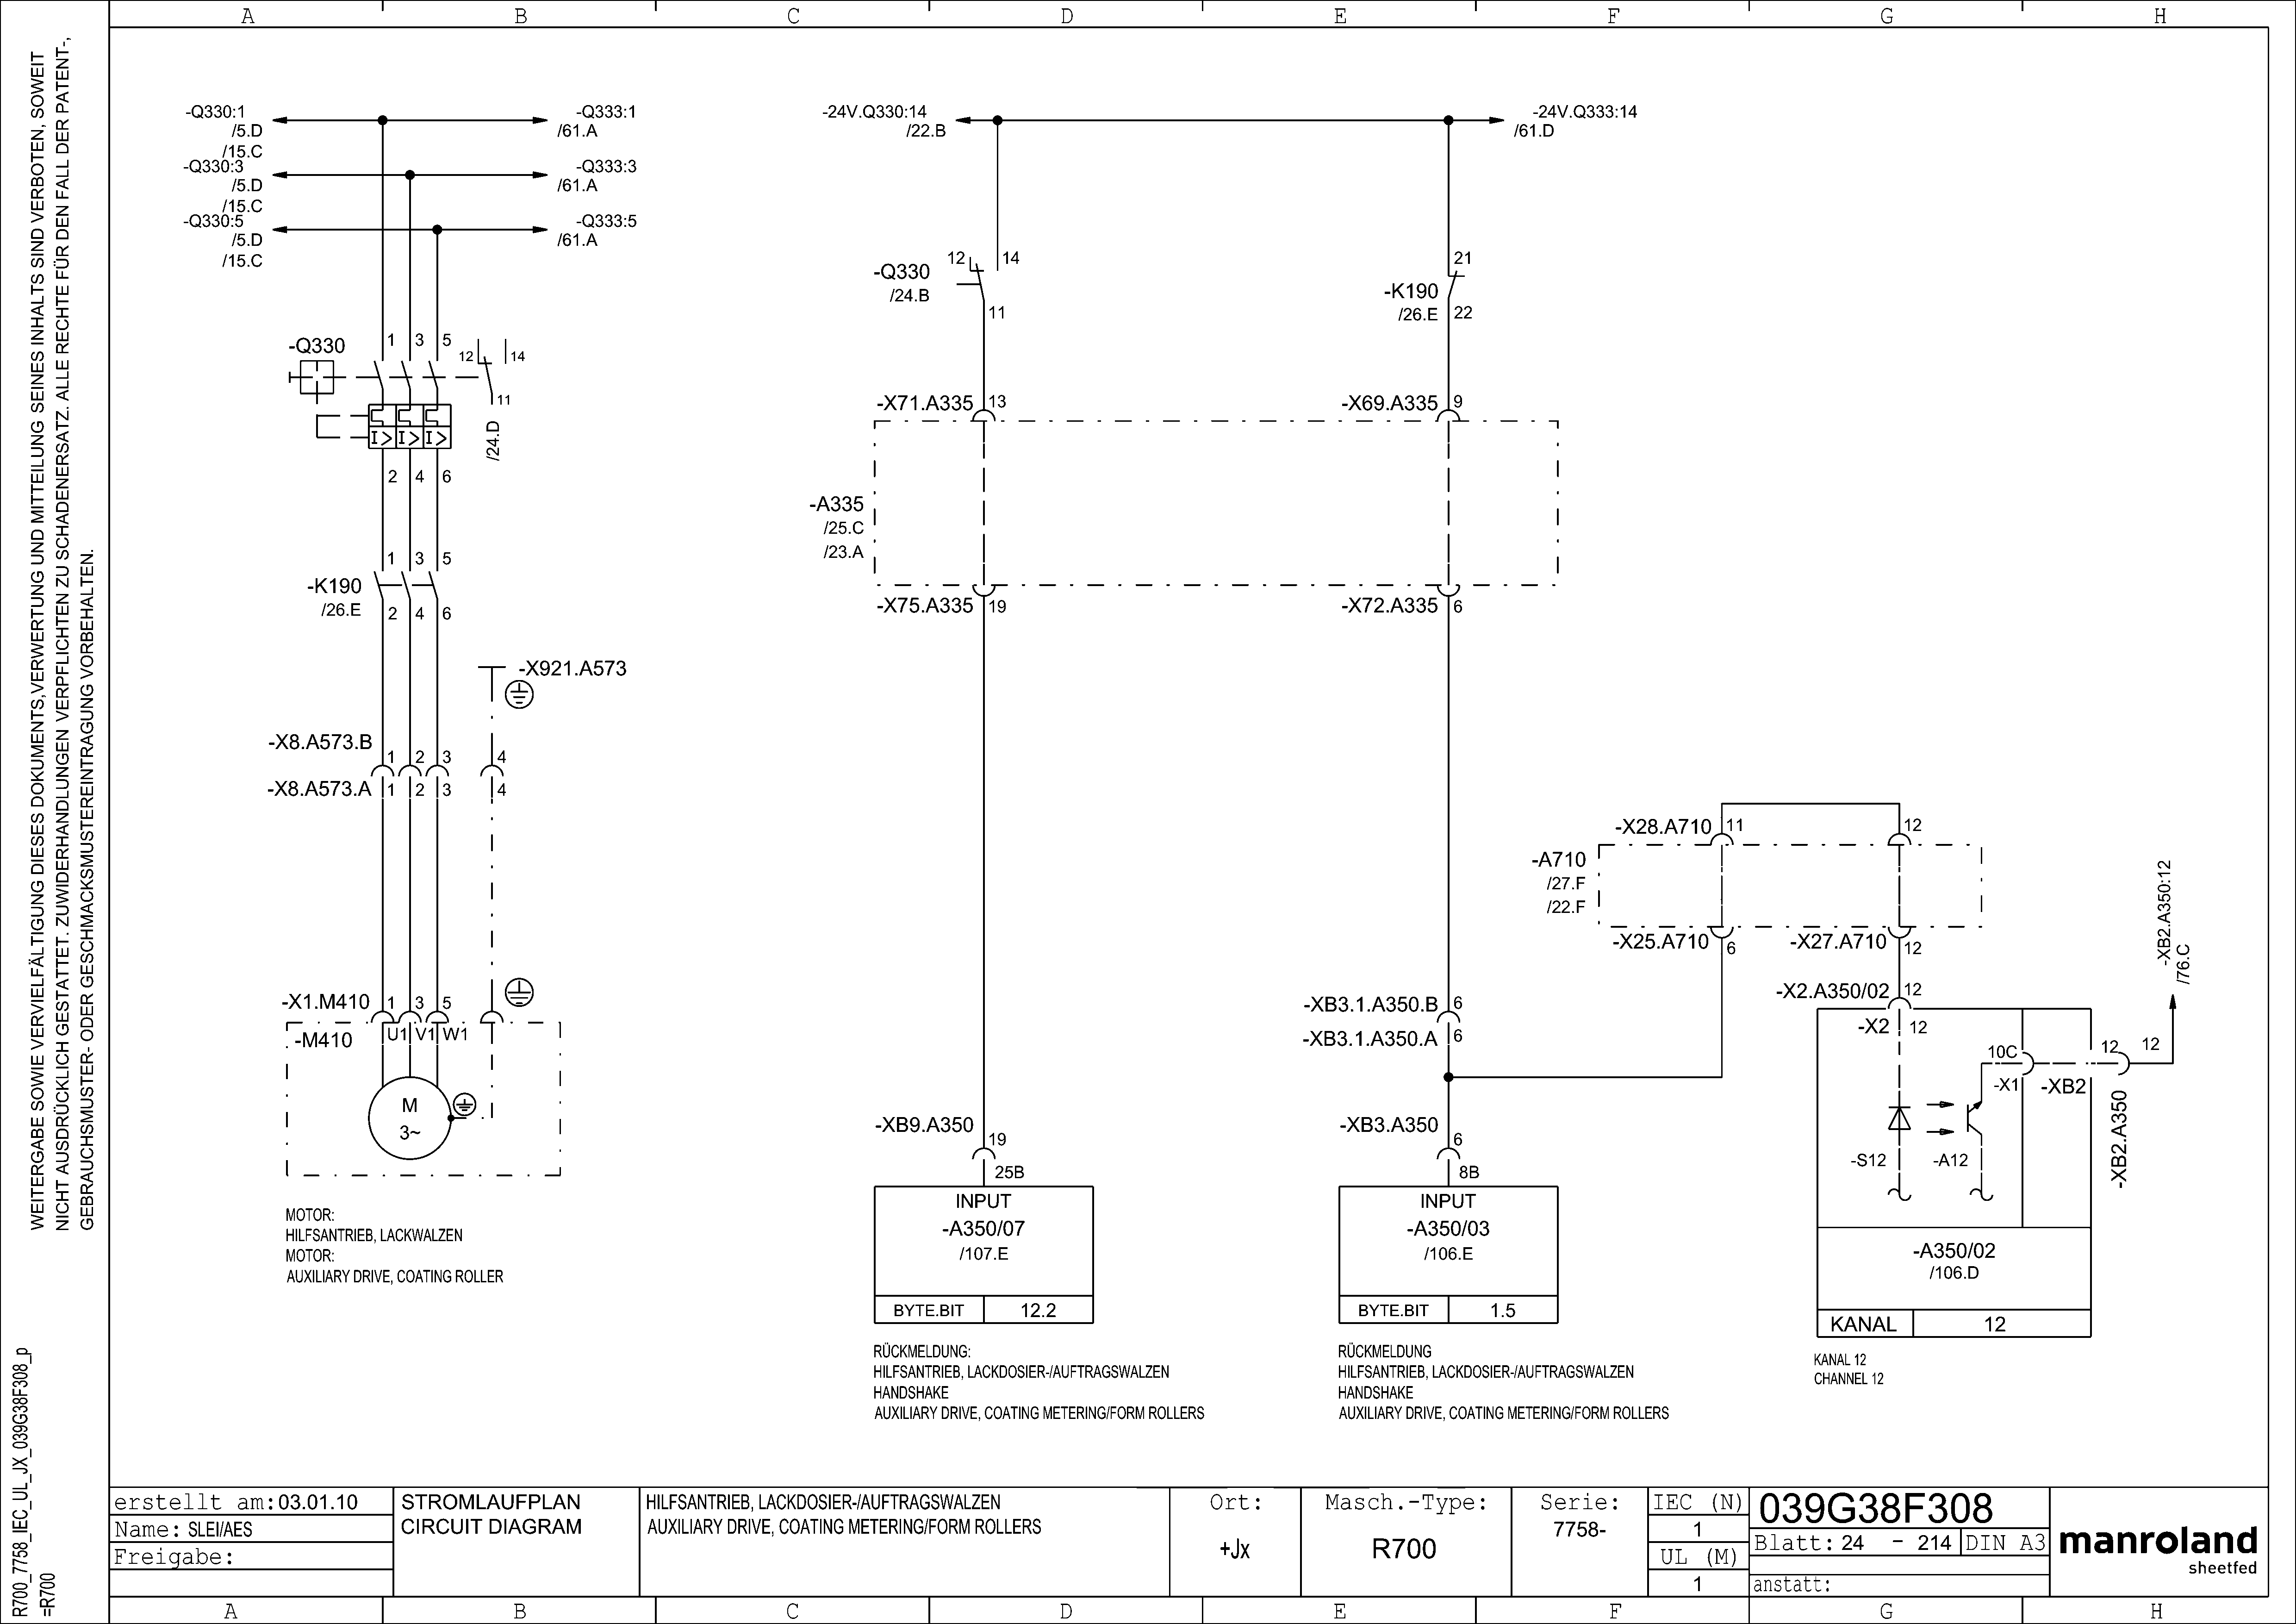 A B C D E F G H
WEITERGABE SOWIE VERVIELFÄLTIGUNG DIESES DOKUMENTS,VERWERTUNG UND MITTEILUNG SEINES INHALTS SIND VERBOTEN, SOWEIT
NICHT AUSDRÜCKLICH GESTATTET. ZUWIDERHANDLUNGEN VERPFLICHTEN ZU SCHADENERSATZ. ALLE RECHTE FÜR DEN FALL DER PATENT-,
GEBRAUCHSMUSTER- ODER GESCHMACKSMUSTEREINTRAGUNG VORBEHALTEN.
R700_7758_IEC_UL_JX_039G38F308_p
=R700
-Q330:1
/5.D
/15.C
-Q330:3
/5.D
/15.C
-Q330:5
/5.D
/15.C
-Q333:1
/61.A
-Q333:3
/61.A
-Q333:5
/61.A
-Q330
1 3 5
12 14
11
/24.D
I> I> I>
2 4 6
1 3 5
-K190
/26.E
2 4 6
-X921.A573
-X8.A573.B
1 2 3 4
-X8.A573.A
1 2 3 4
-X1.M410
1 3 5
-M410
U1 V1 W1
M
3~
MOTOR:
HILFSANTRIEB, LACKWALZEN
MOTOR:
AUXILIARY DRIVE, COATING ROLLER
-24V.Q330:14
/22.B
-24V.Q333:14
/61.D
-Q330
/24.B
12 14
11
-K190
/26.E
21
22
-X71.A335 13
-X69.A335 9
-A335
/25.C
/23.A
-X75.A335 19
-X72.A335 6
-XB3.1.A350.B 6
-XB3.1.A350.A 6
-XB9.A350
19
25B
INPUT
-A350/07
/107.E
BYTE.BIT 12.2
RÜCKMELDUNG:
HILFSANTRIEB, LACKDOSIER-/AUFTRAGSWALZEN
HANDSHAKE
AUXILIARY DRIVE, COATING METERING/FORM ROLLERS
-XB3.A350
6
8B
INPUT
-A350/03
/106.E
BYTE.BIT 1.5
RÜCKMELDUNG
HILFSANTRIEB, LACKDOSIER-/AUFTRAGSWALZEN
HANDSHAKE
AUXILIARY DRIVE, COATING METERING/FORM ROLLERS
-X28.A710 11 12
-A710
/27.F
/22.F
-X25.A710 6
-X27.A710 12
-X2.A350/02 12
-X2 12
10C
-X1
-XB2
12
12
-XB2.A350
-XB2.A350:12
/76.C
-S12
-A12
-A350/02
/106.D
KANAL 12
KANAL 12
CHANNEL 12
erstellt am: 03.01.10
Name: SLEI/AES
Freigabe:
STROMLAUFPLAN
CIRCUIT DIAGRAM
HILFSANTRIEB, LACKDOSIER-/AUFTRAGSWALZEN
AUXILIARY DRIVE, COATING METERING/FORM ROLLERS
Ort:
+Jx
Masch.-Type:
R700
Serie:
7758-
IEC (N)
1
UL (M)
1
039G38F308
Blatt: 24 - 214 DIN A3
anstatt:
manroland
sheetfed
A B C D E F G H